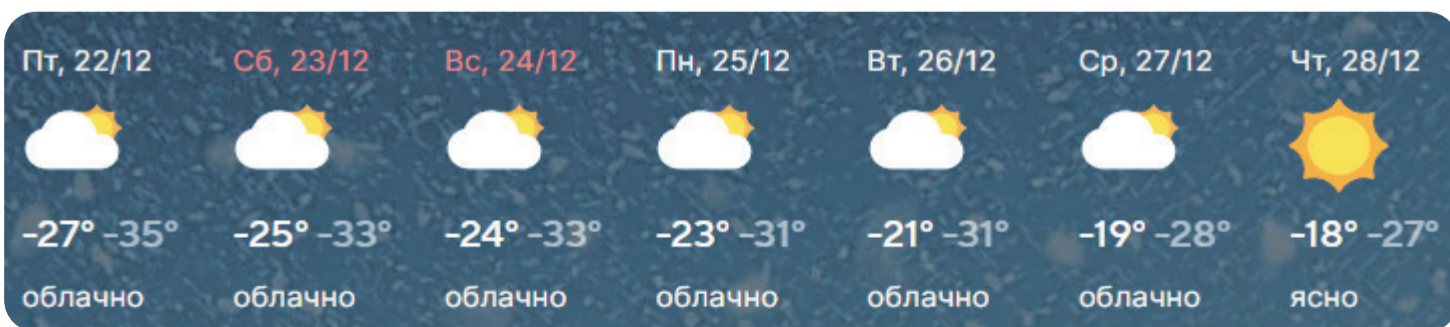 Пт, 22/12 Сб, 23/12 Вс, 24/12 Пн, 25/12 Вт, 26/12 Ср, 27/12 Чт, 28/12
-27° -35° -25° -33° -24° -33° -23° -31° -21° -31° -19° -28° -18° -27°
облачно облачно облачно облачно облачно облачно ясно